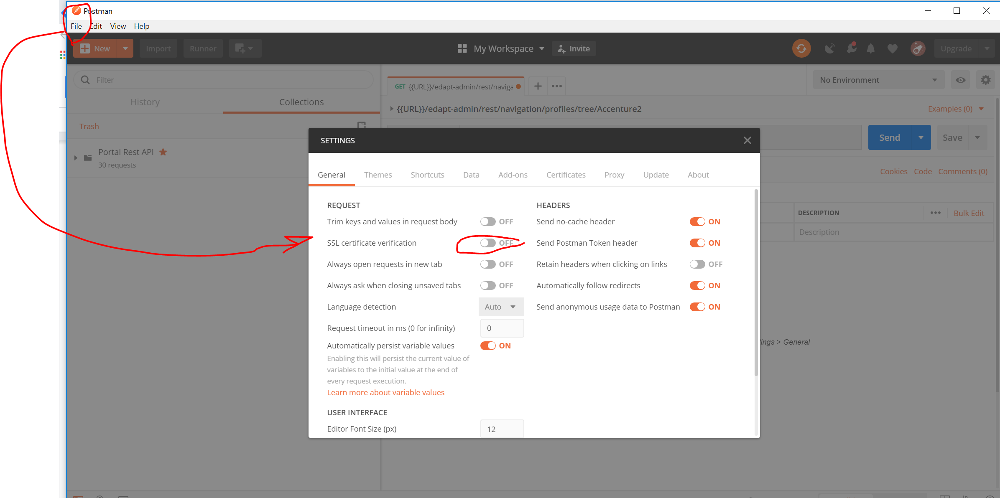 Postman
File Edit View Help
New Import Runner My Workspace Invite Upgrade
Filter
History Collections
Trash
Portal Rest API
30 requests
GET {{URL}}/edapt-admin/rest/naviga
No Environment
{{URL}}/edapt-admin/rest/navigation/profiles/tree/Accenture2
Examples (0)
Send Save
Cookies Code Comments (0)
DESCRIPTION Bulk Edit
Description
ings > General
SETTINGS
General Themes Shortcuts Data Add-ons Certificates Proxy Update About
REQUEST
Trim keys and values in request body OFF
SSL certificate verification OFF
Always open requests in new tab OFF
Always ask when closing unsaved tabs OFF
Language detection Auto
Request timeout in ms (0 for infinity) 0
Automatically persist variable values ON
Enabling this will persist the current value of
variables to the initial value at the end of
every request execution.
Learn more about variable values
USER INTERFACE
Editor Font Size (px) 12
HEADERS
Send no-cache header ON
Send Postman Token header ON
Retain headers when clicking on links OFF
Automatically follow redirects ON
Send anonymous usage data to Postman ON